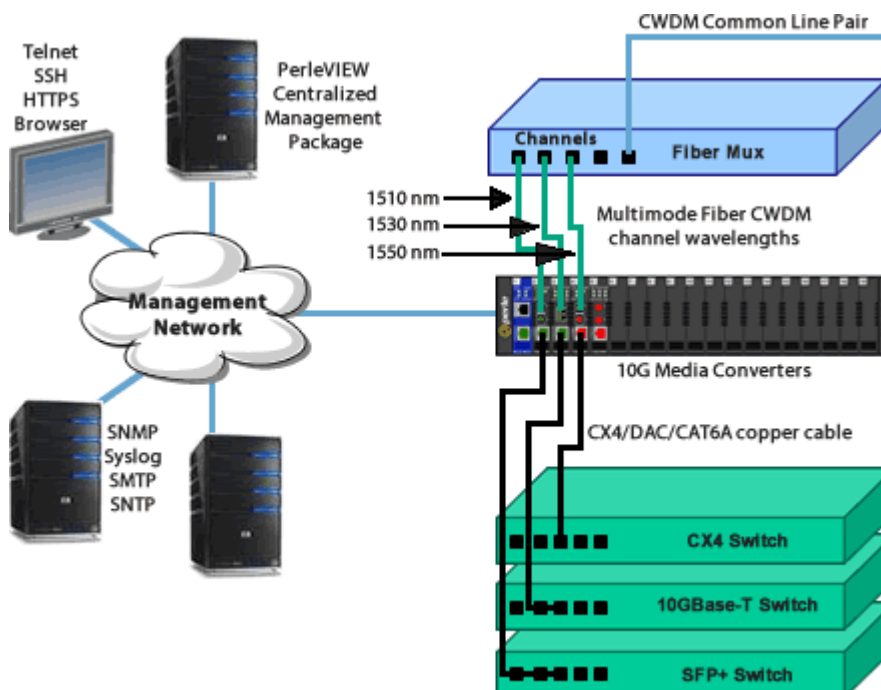 CWDM Common Line Pair
Telnet
SSH
HTTPS
Browser
PerleVIEW
Centralized
Management
Package
Channels
Fiber Mux
1510 nm
1530 nm
1550 nm
Multimode Fiber CWDM
channel wavelengths
Management
Network
perle
10G Media Converters
SNMP
Syslog
SMTP
SNTP
CX4/DAC/CAT6A copper cable
CX4 Switch
10GBase-T Switch
SFP+ Switch